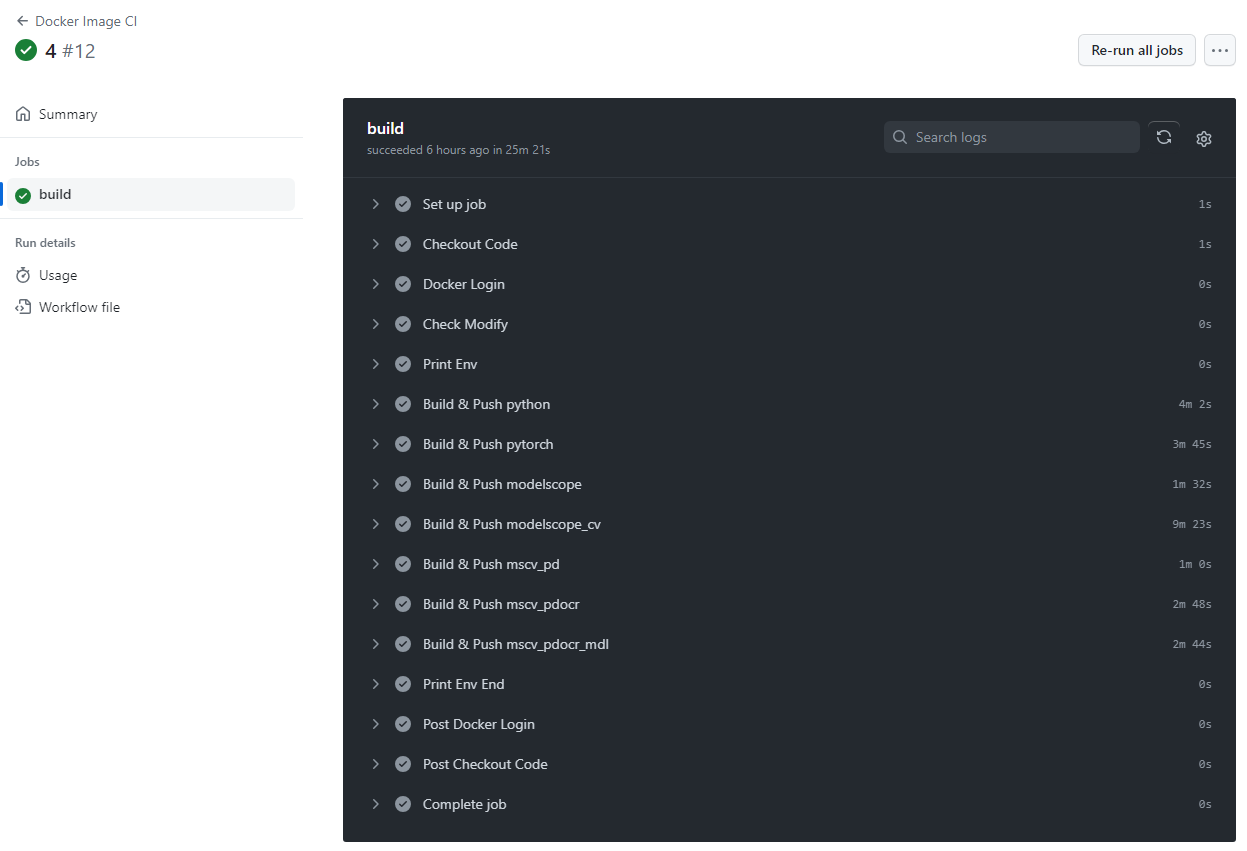 Docker Image CI
4 #12
Re-run all jobs
Summary
Jobs
build
Run details
Usage
Workflow file
build
succeeded 6 hours ago in 25m 21s
Search logs
Set up job 1s
Checkout Code 1s
Docker Login 0s
Check Modify 0s
Print Env 0s
Build & Push python 4m 2s
Build & Push pytorch 3m 45s
Build & Push modelscope 1m 32s
Build & Push modelscope_cv 9m 23s
Build & Push mscv_pd 1m 0s
Build & Push mscv_pdocr 2m 48s
Build & Push mscv_pdocr_mdl 2m 44s
Print Env End 0s
Post Docker Login 0s
Post Checkout Code 0s
Complete job 0s